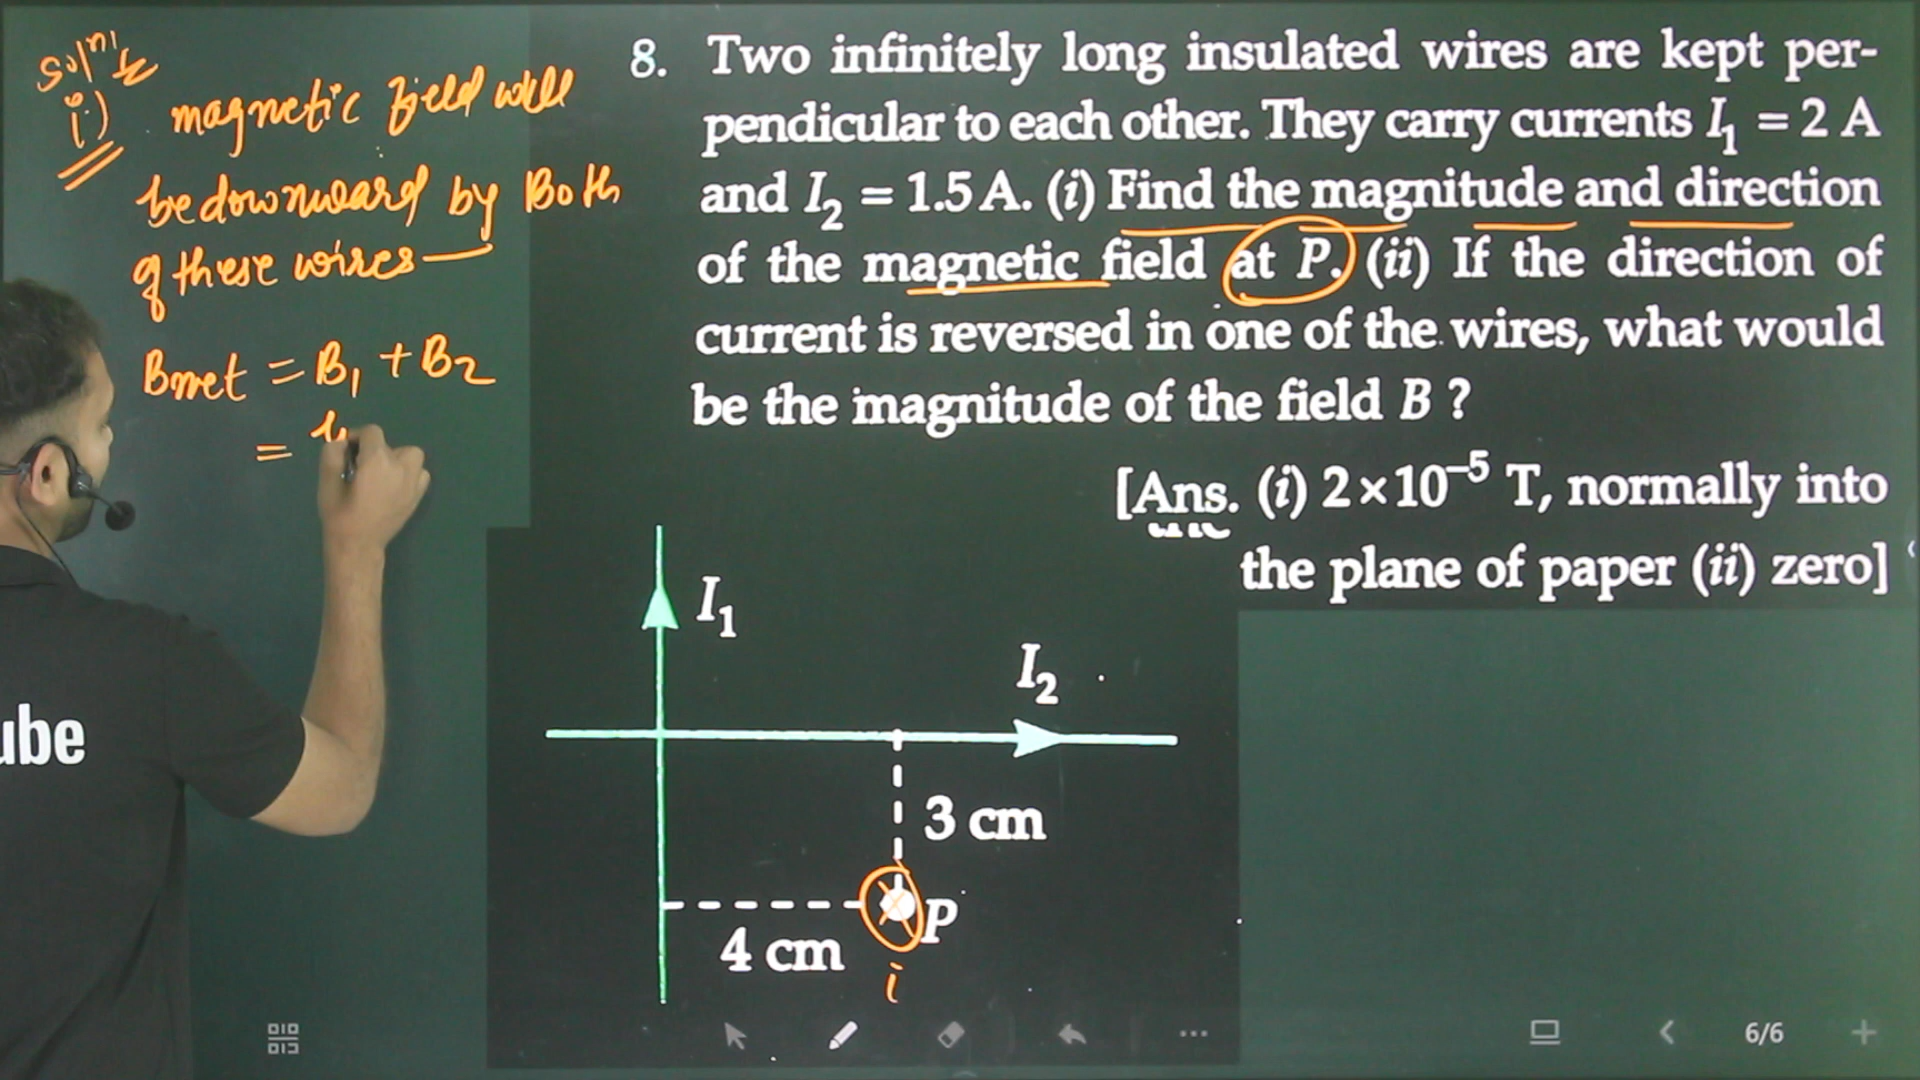 soln
i) magnetic field will
be downward by Both
of these wires —
Bnet = B₁ + B₂
=
8. Two infinitely long insulated wires are kept per-
pendicular to each other. They carry currents I₁ = 2 A
and I₂ = 1.5 A. (i) Find the magnitude and direction
of the magnetic field at P. (ii) If the direction of
current is reversed in one of the wires, what would
be the magnitude of the field B ?
[Ans. (i) 2×10⁻⁵ T, normally into
the plane of paper (ii) zero]
I₁
I₂
3 cm
P
4 cm
i
ube
6/6